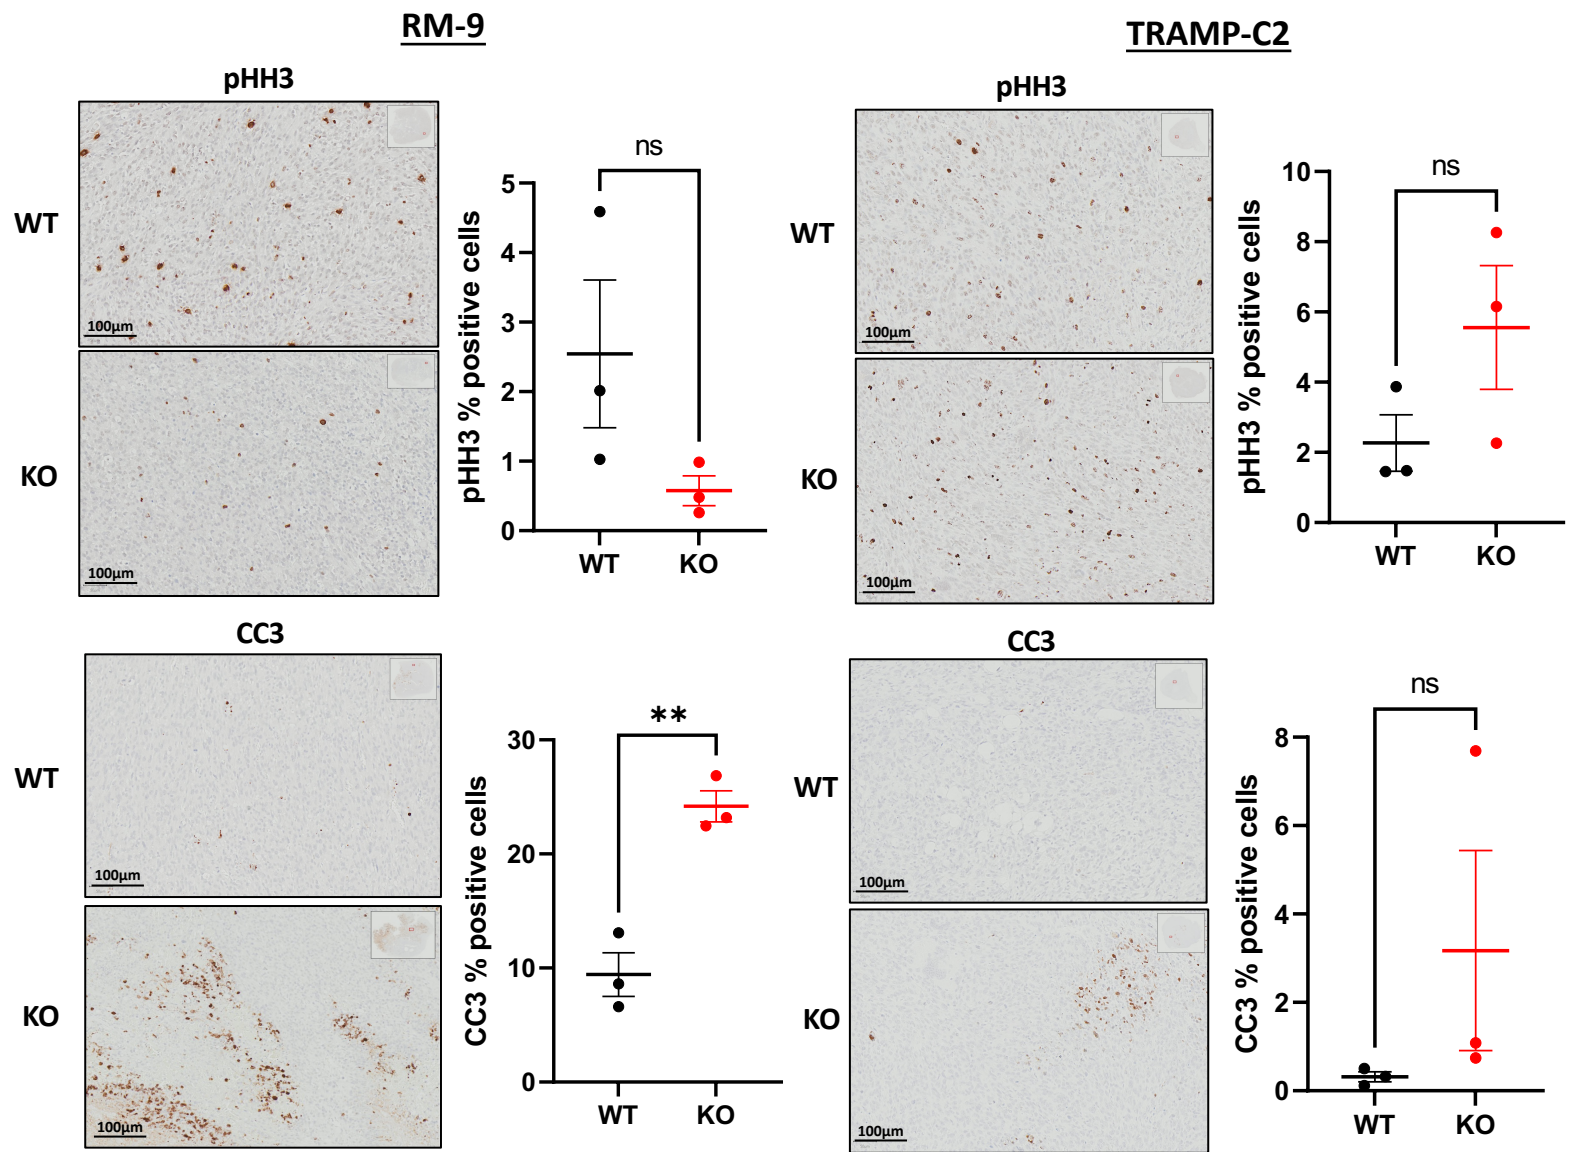 RM-9
TRAMP-C2
pHH3
WT
100µm
KO
100µm
ns
pHH3 % positive cells
5
4
3
2
1
0
WT
KO
pHH3
WT
100µm
KO
100µm
ns
pHH3 % positive cells
10
8
6
4
2
0
WT
KO
CC3
WT
100µm
KO
100µm
**
CC3 % positive cells
30
20
10
0
WT
KO
CC3
WT
100µm
KO
100µm
ns
CC3 % positive cells
8
6
4
2
0
WT
KO